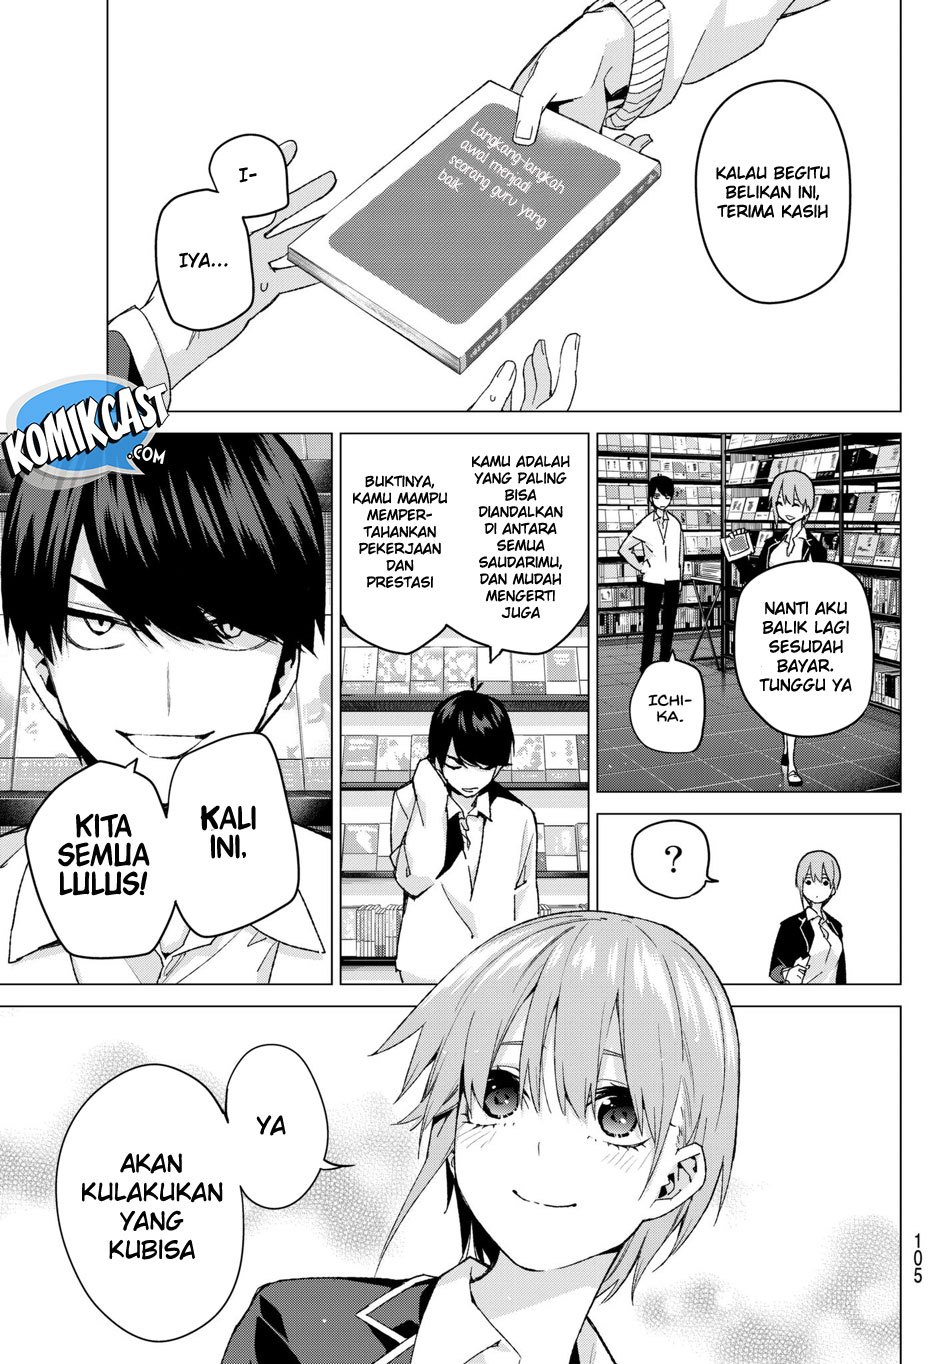 KALAU BEGITU
BELIKAN INI,
TERIMA KASIH
Langkang-langkah
awal menjadi
seorang guru yang
baik
I-
IYA...
KOMIKCAST
.COM
NANTI AKU
BALIK LAGI
SESUDAH
BAYAR.
TUNGGU YA
ICHI-
KA.
KAMU ADALAH
YANG PALING
BISA
DIANDALKAN
DI ANTARA
SEMUA
SAUDARIMU,
DAN MUDAH
MENGERTI
JUGA
BUKTINYA,
KAMU MAMPU
MEMPER-
TAHANKAN
PEKERJAAN
DAN
PRESTASI
KALI
INI,
KITA
SEMUA
LULUS!
?
YA
AKAN
KULAKUKAN
YANG
KUBISA
105